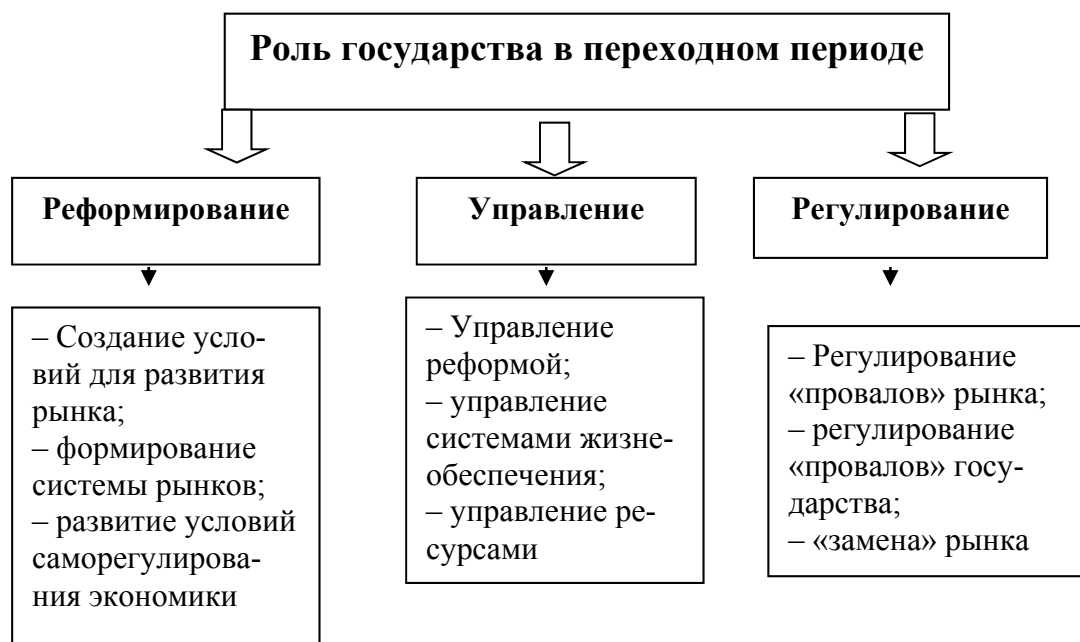 Роль государства в переходном периоде
Реформирование
– Создание усло-
вий для развития
рынка;
– формирование
системы рынков;
– развитие условий
саморегулирова-
ния экономики
Управление
– Управление
реформой;
– управление
системами жизне-
обеспечения;
– управление ре-
сурсами
Регулирование
– Регулирование
«провалов» рынка;
– регулирование
«провалов» госу-
дарства;
– «замена» рынка